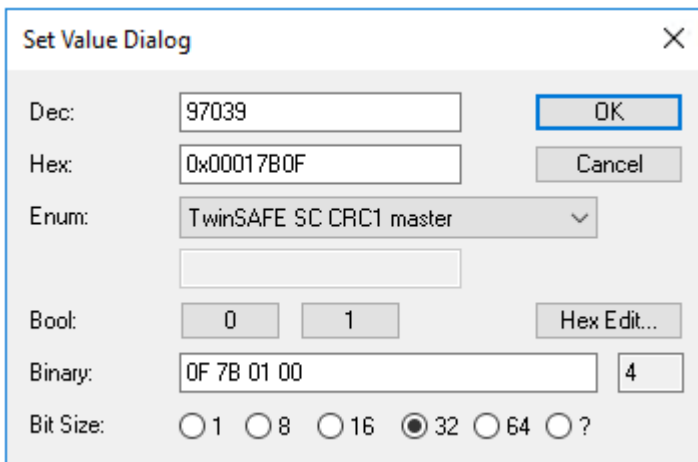 Set Value Dialog
Dec: 97039 OK
Hex: 0x00017B0F Cancel
Enum: TwinSAFE SC CRC1 master
Bool: 0 1 Hex Edit...
Binary: 0F 7B 01 00 4
Bit Size: 1 8 16 32 64 ?